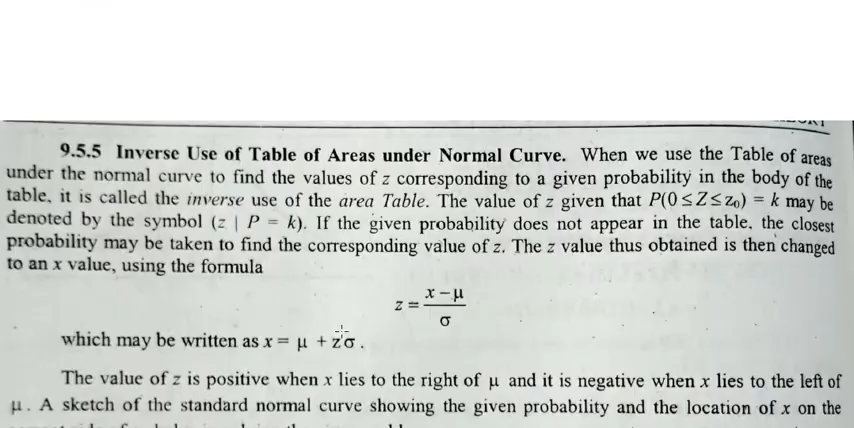 9.5.5 Inverse Use of Table of Areas under Normal Curve. When we use the Table of areas
under the normal curve to find the values of z corresponding to a given probability in the body of the
table, it is called the inverse use of the area Table. The value of z given that P(0 ≤ Z ≤ z₀) = k may be
denoted by the symbol (z | P = k). If the given probability does not appear in the table, the closest
probability may be taken to find the corresponding value of z. The z value thus obtained is then changed
to an x value, using the formula
z = (x − μ) / σ
which may be written as x = μ + zσ.
The value of z is positive when x lies to the right of μ and it is negative when x lies to the left of
μ. A sketch of the standard normal curve showing the given probability and the location of x on the